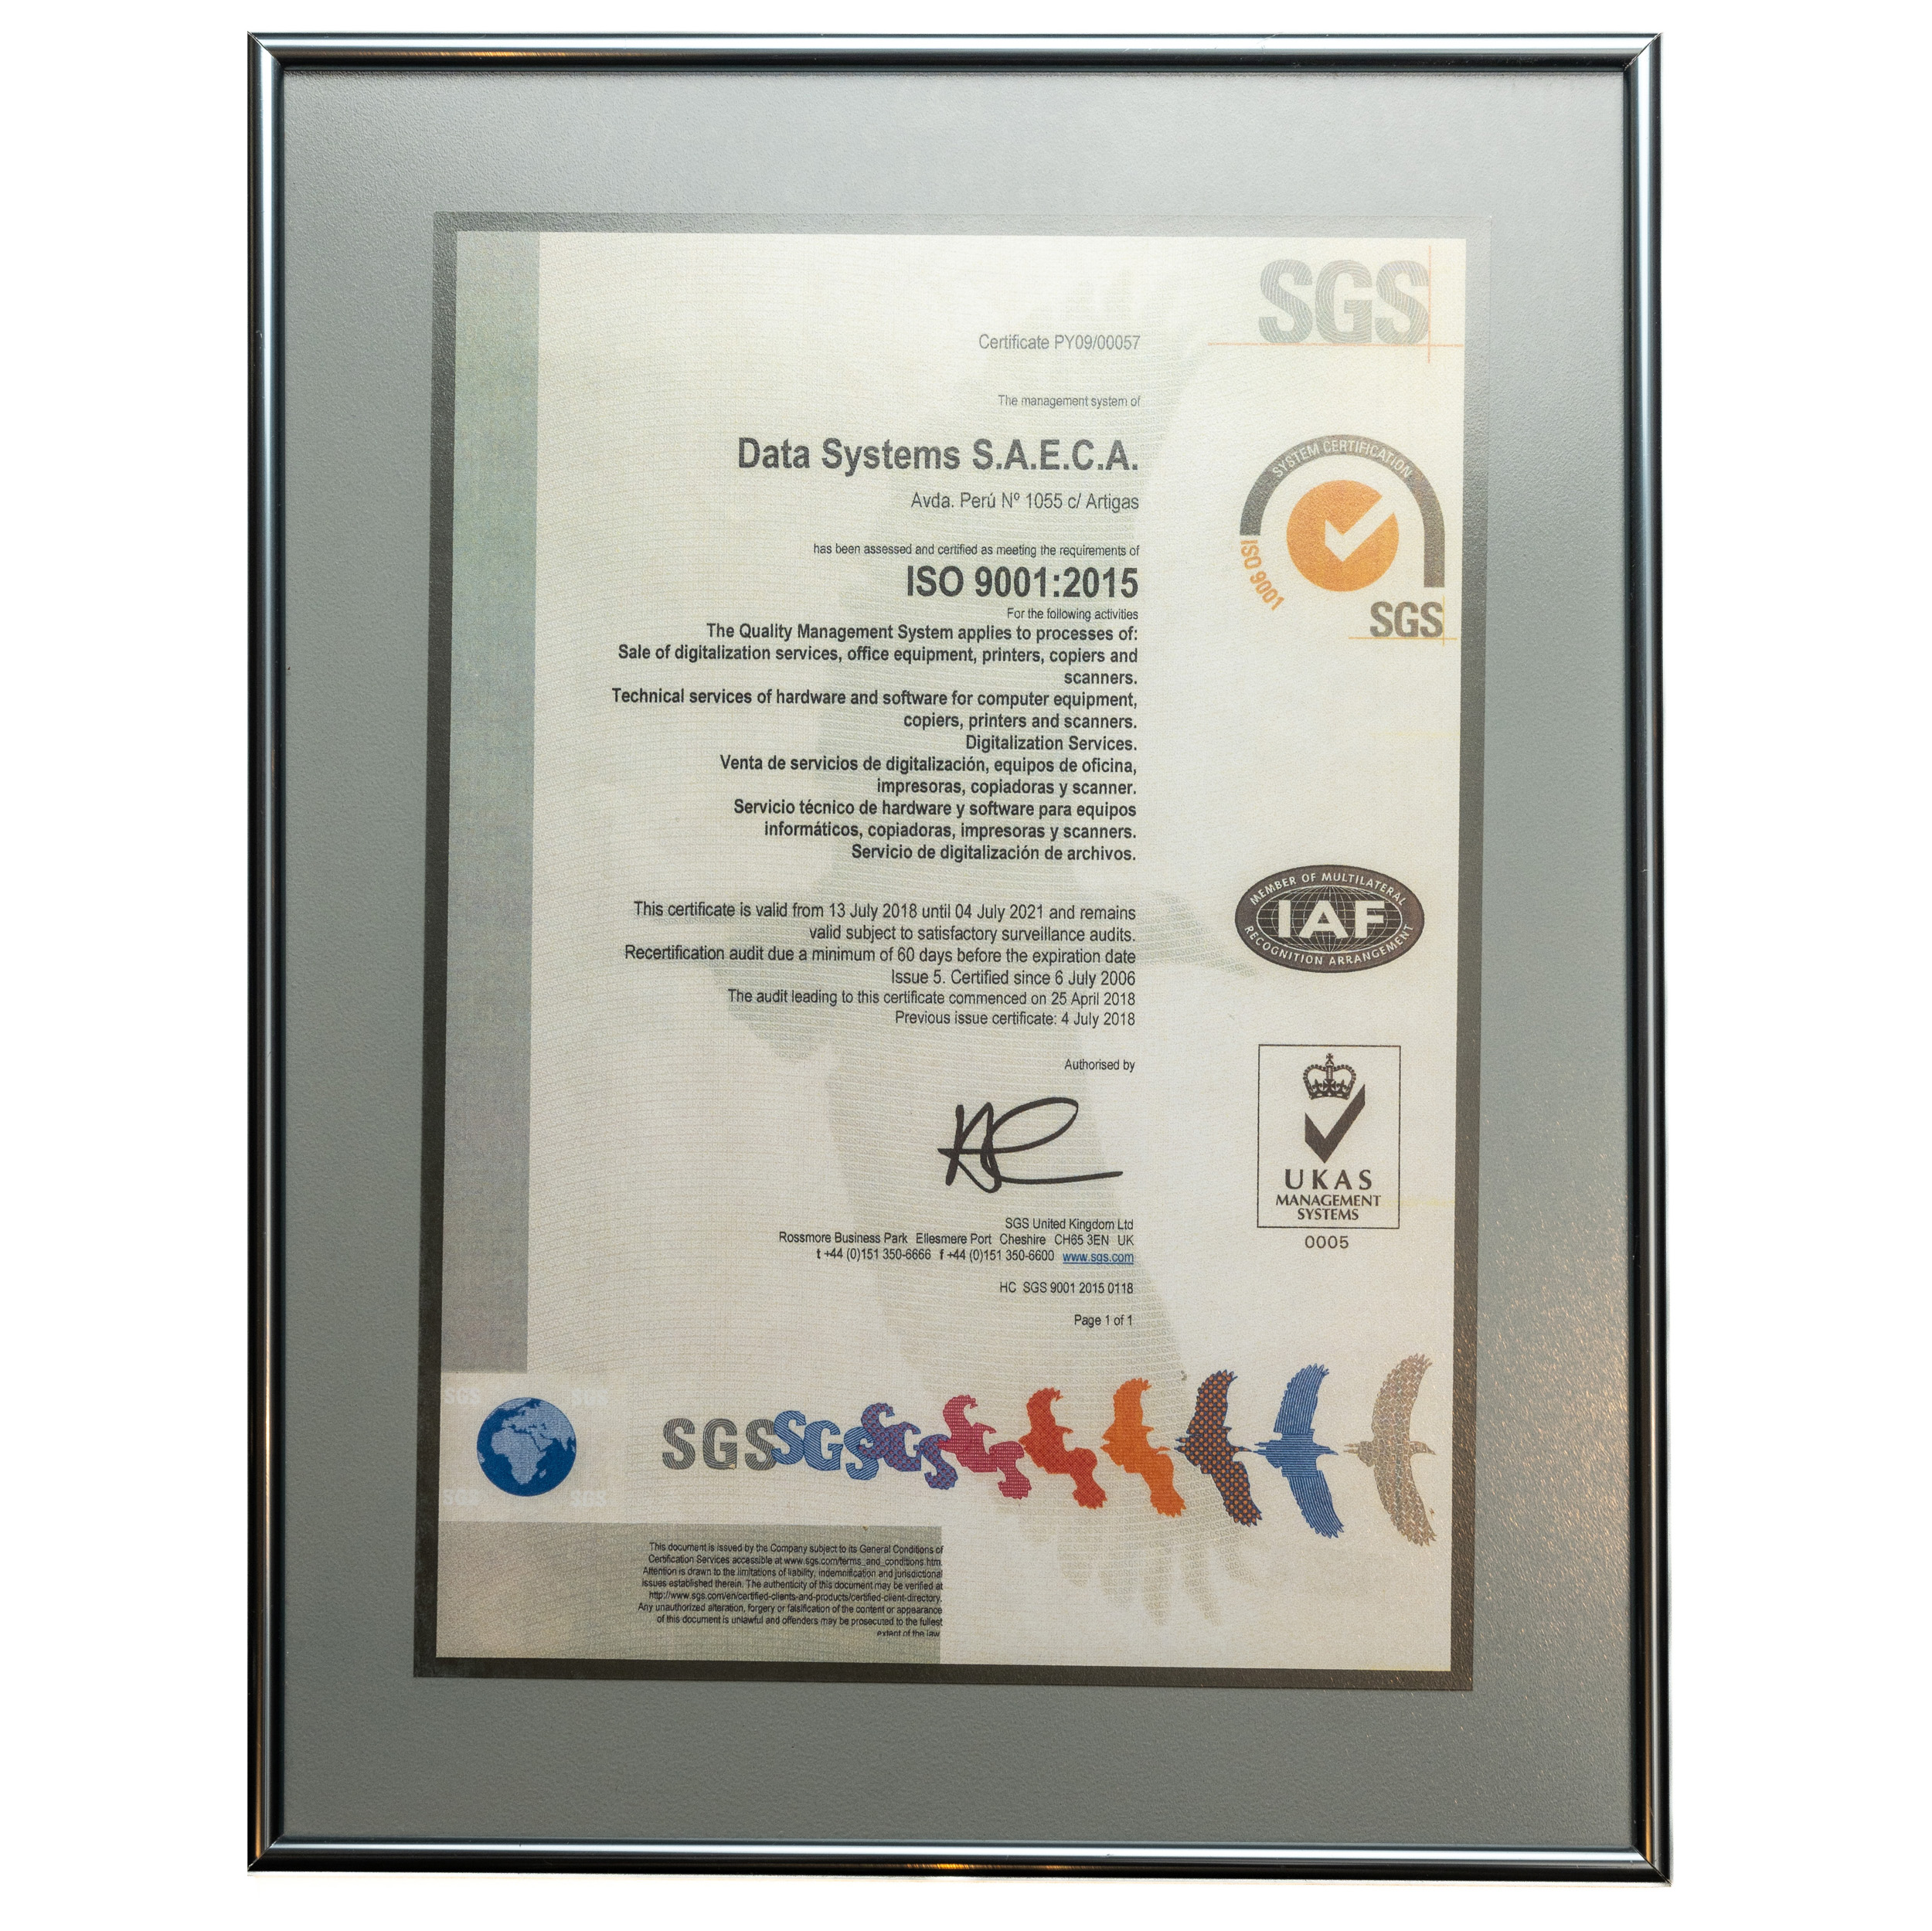 SGS
Certificate PY09/00057
The management system of
Data Systems S.A.E.C.A.
Avda. Perú Nº 1055 c/ Artigas
has been assessed and certified as meeting the requirements of
ISO 9001:2015
For the following activities
The Quality Management System applies to processes of:
Sale of digitalization services, office equipment, printers, copiers and
scanners.
Technical services of hardware and software for computer equipment,
copiers, printers and scanners.
Digitalization Services.
Venta de servicios de digitalización, equipos de oficina,
impresoras, copiadoras y scanner.
Servicio técnico de hardware y software para equipos
informáticos, copiadoras, impresoras y scanners.
Servicio de digitalización de archivos.
This certificate is valid from 13 July 2018 until 04 July 2021 and remains
valid subject to satisfactory surveillance audits.
Recertification audit due a minimum of 60 days before the expiration date
Issue 5. Certified since 6 July 2006
The audit leading to this certificate commenced on 25 April 2018
Previous issue certificate: 4 July 2018
Authorised by
SGS United Kingdom Ltd
Rossmore Business Park Ellesmere Port Cheshire CH65 3EN UK
t +44 (0)151 350-6666 f +44 (0)151 350-6600 www.sgs.com
HC SGS 9001 2015 0118
Page 1 of 1
SYSTEM CERTIFICATION
ISO 9001
SGS
MEMBER OF MULTILATERAL
IAF
RECOGNITION ARRANGEMENT
UKAS
MANAGEMENT
SYSTEMS
0005
SGS SGS
SGS SGS
SGS SGS SGS
This document is issued by the Company subject to its General Conditions of
Certification Services accessible at www.sgs.com/terms_and_conditions.htm.
Attention is drawn to the limitations of liability, indemnification and jurisdictional
issues established therein. The authenticity of this document may be verified at
http://www.sgs.com/en/certified-clients-and-products/certified-client-directory.
Any unauthorized alteration, forgery or falsification of the content or appearance
of this document is unlawful and offenders may be prosecuted to the fullest
extent of the law.